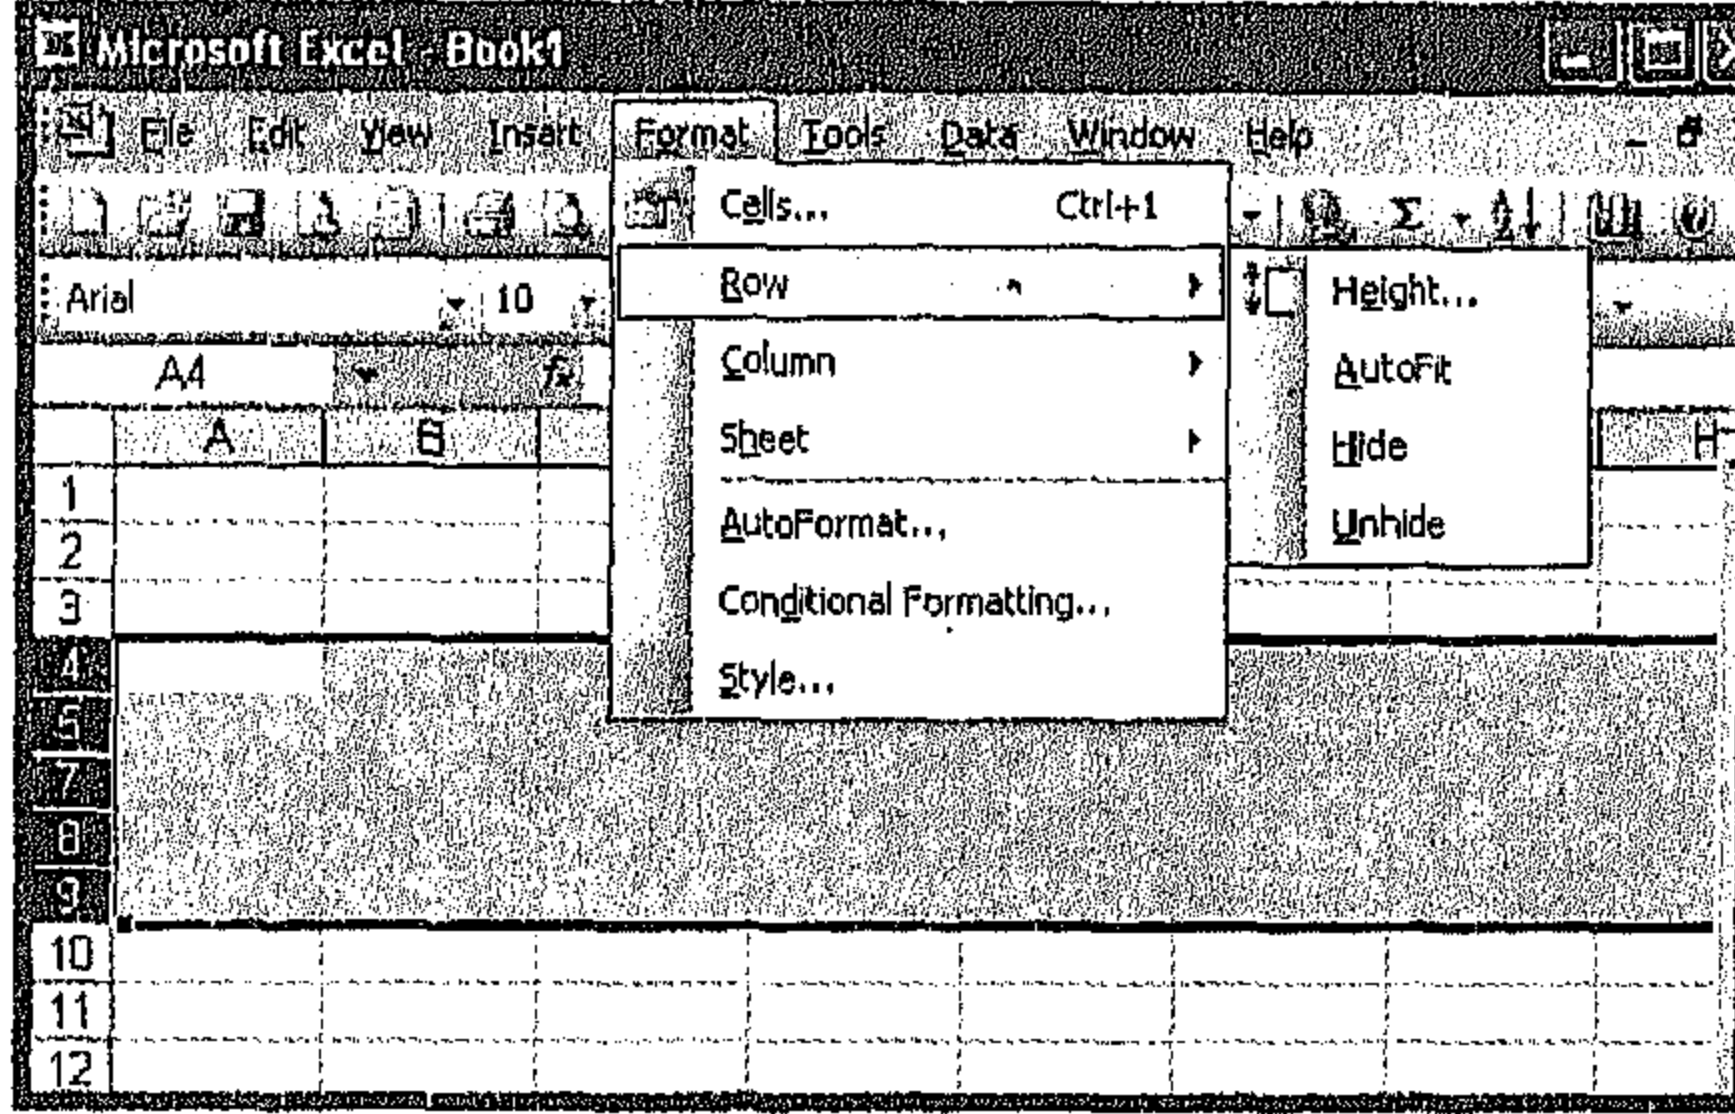 Microsoft Excel - Book1
File Edit View Insert Format Tools Data Window Help
Cells... Ctrl+1
Arial 10
Row
Height...
A4 fx
Column
AutoFit
A B H
Sheet
Hide
1
AutoFormat...
Unhide
2
3
Conditional Formatting...
4
Style...
5
7
8
9
10
11
12